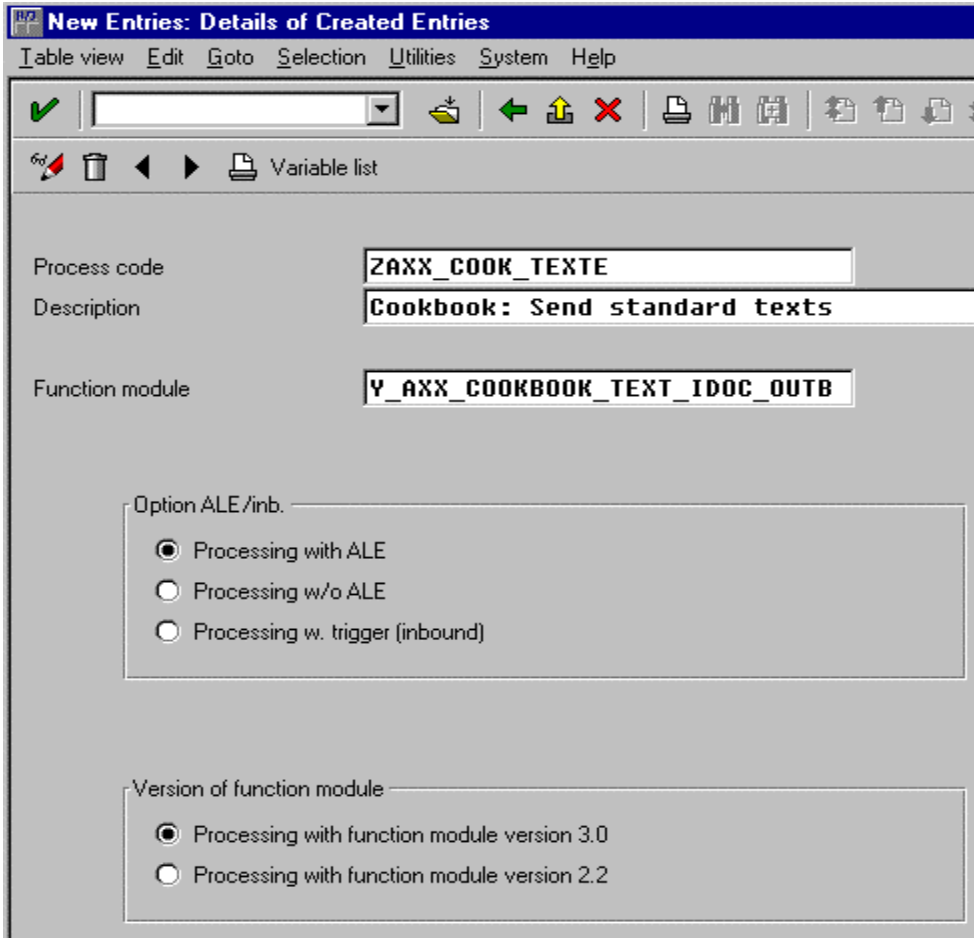 New Entries: Details of Created Entries
Table view Edit Goto Selection Utilities System Help
Variable list
Process code ZAXX_COOK_TEXTE
Description Cookbook: Send standard texts
Function module Y_AXX_COOKBOOK_TEXT_IDOC_OUTB
Option ALE/inb.
Processing with ALE
Processing w/o ALE
Processing w. trigger (inbound)
Version of function module
Processing with function module version 3.0
Processing with function module version 2.2